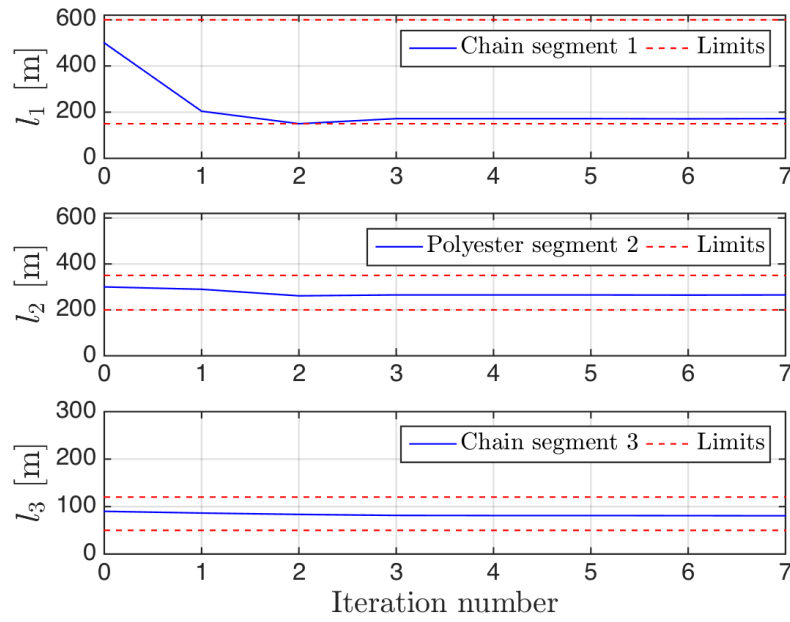 600
400
200
0
l₁ [m]
Chain segment 1 Limits
0 1 2 3 4 5 6 7
600
400
200
0
l₂ [m]
Polyester segment 2 Limits
0 1 2 3 4 5 6 7
300
200
100
0
l₃ [m]
Chain segment 3 Limits
0 1 2 3 4 5 6 7
Iteration number